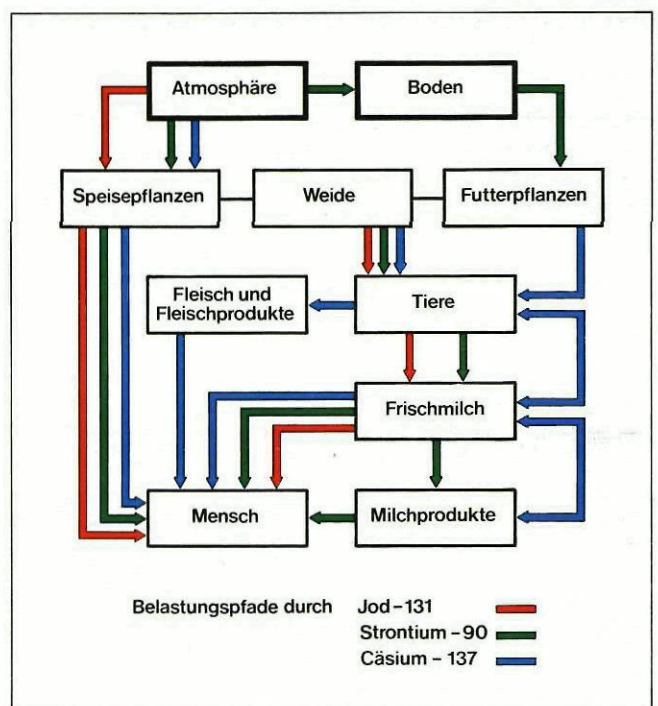 Atmosphäre
Boden
Speisepflanzen
Weide
Futterpflanzen
Fleisch und
Fleischprodukte
Tiere
Frischmilch
Mensch
Milchprodukte
Belastungspfade durch Jod-131
Strontium-90
Cäsium - 137